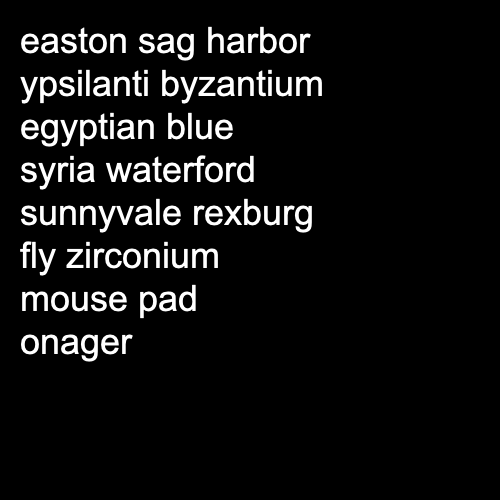 easton sag harbor
ypsilanti byzantium
egyptian blue
syria waterford
sunnyvale rexburg
fly zirconium
mouse pad
onager